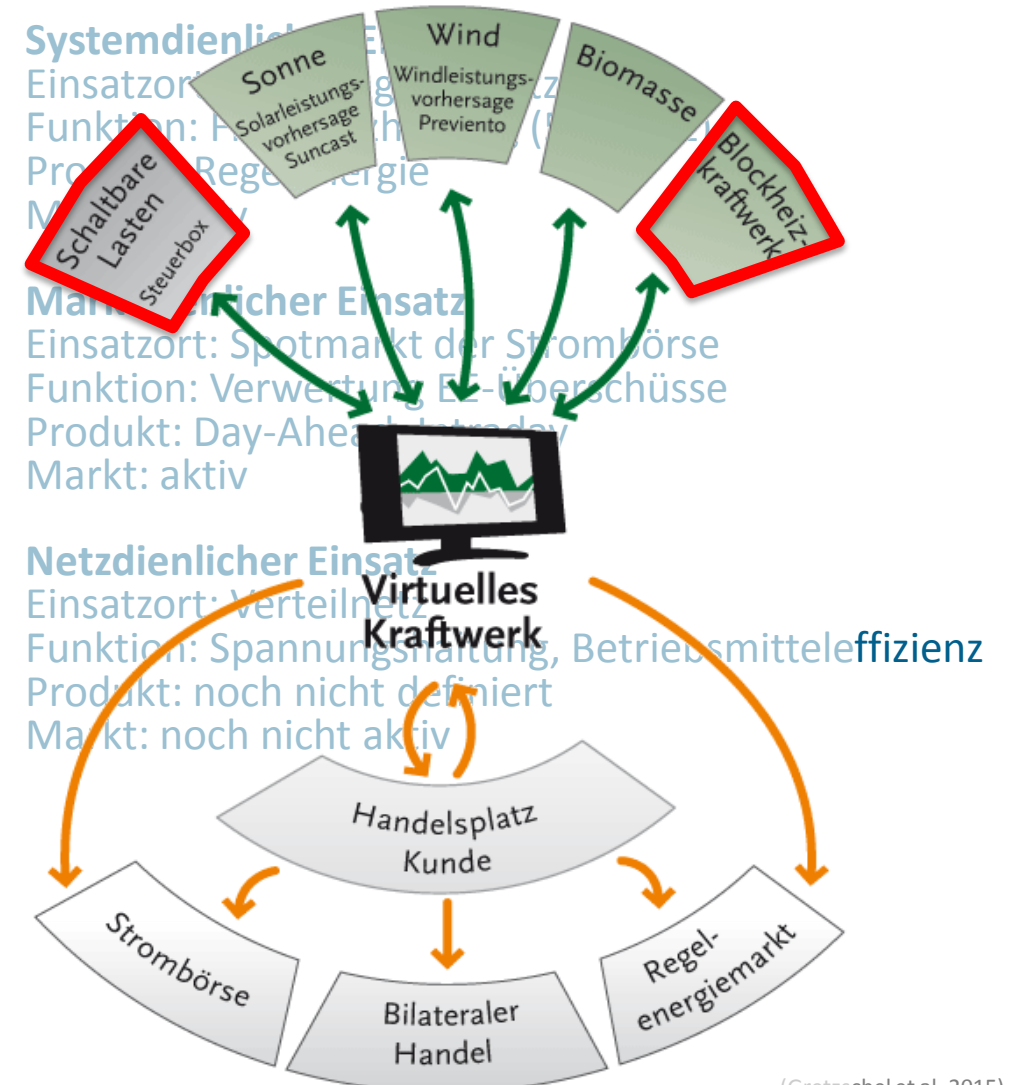 Systemdienlicher E
Einsatzort:
Funktion:
Regelenergie
Marktdienlicher Einsatz
Einsatzort: Spotmarkt der Strombörse
Funktion: Verwertung EE-Überschüsse
Produkt: Day-Ahead, Intraday
Markt: aktiv
Netzdienlicher Einsatz
Einsatzort: Verteilnetz
Funktion: Spannungshaltung, Betriebsmitteleffizienz
Produkt: noch nicht definiert
Markt: noch nicht aktiv
Schaltbare
Lasten
Steuerbox
Sonne
Solarleistungs-
vorhersage
Suncast
Wind
Windleistungs-
vorhersage
Previento
Biomasse
Blockheiz-
kraftwerk
Virtuelles
Kraftwerk
Handelsplatz
Kunde
Strombörse
Bilateraler
Handel
Regel-
energiemarkt
et al. 2015)